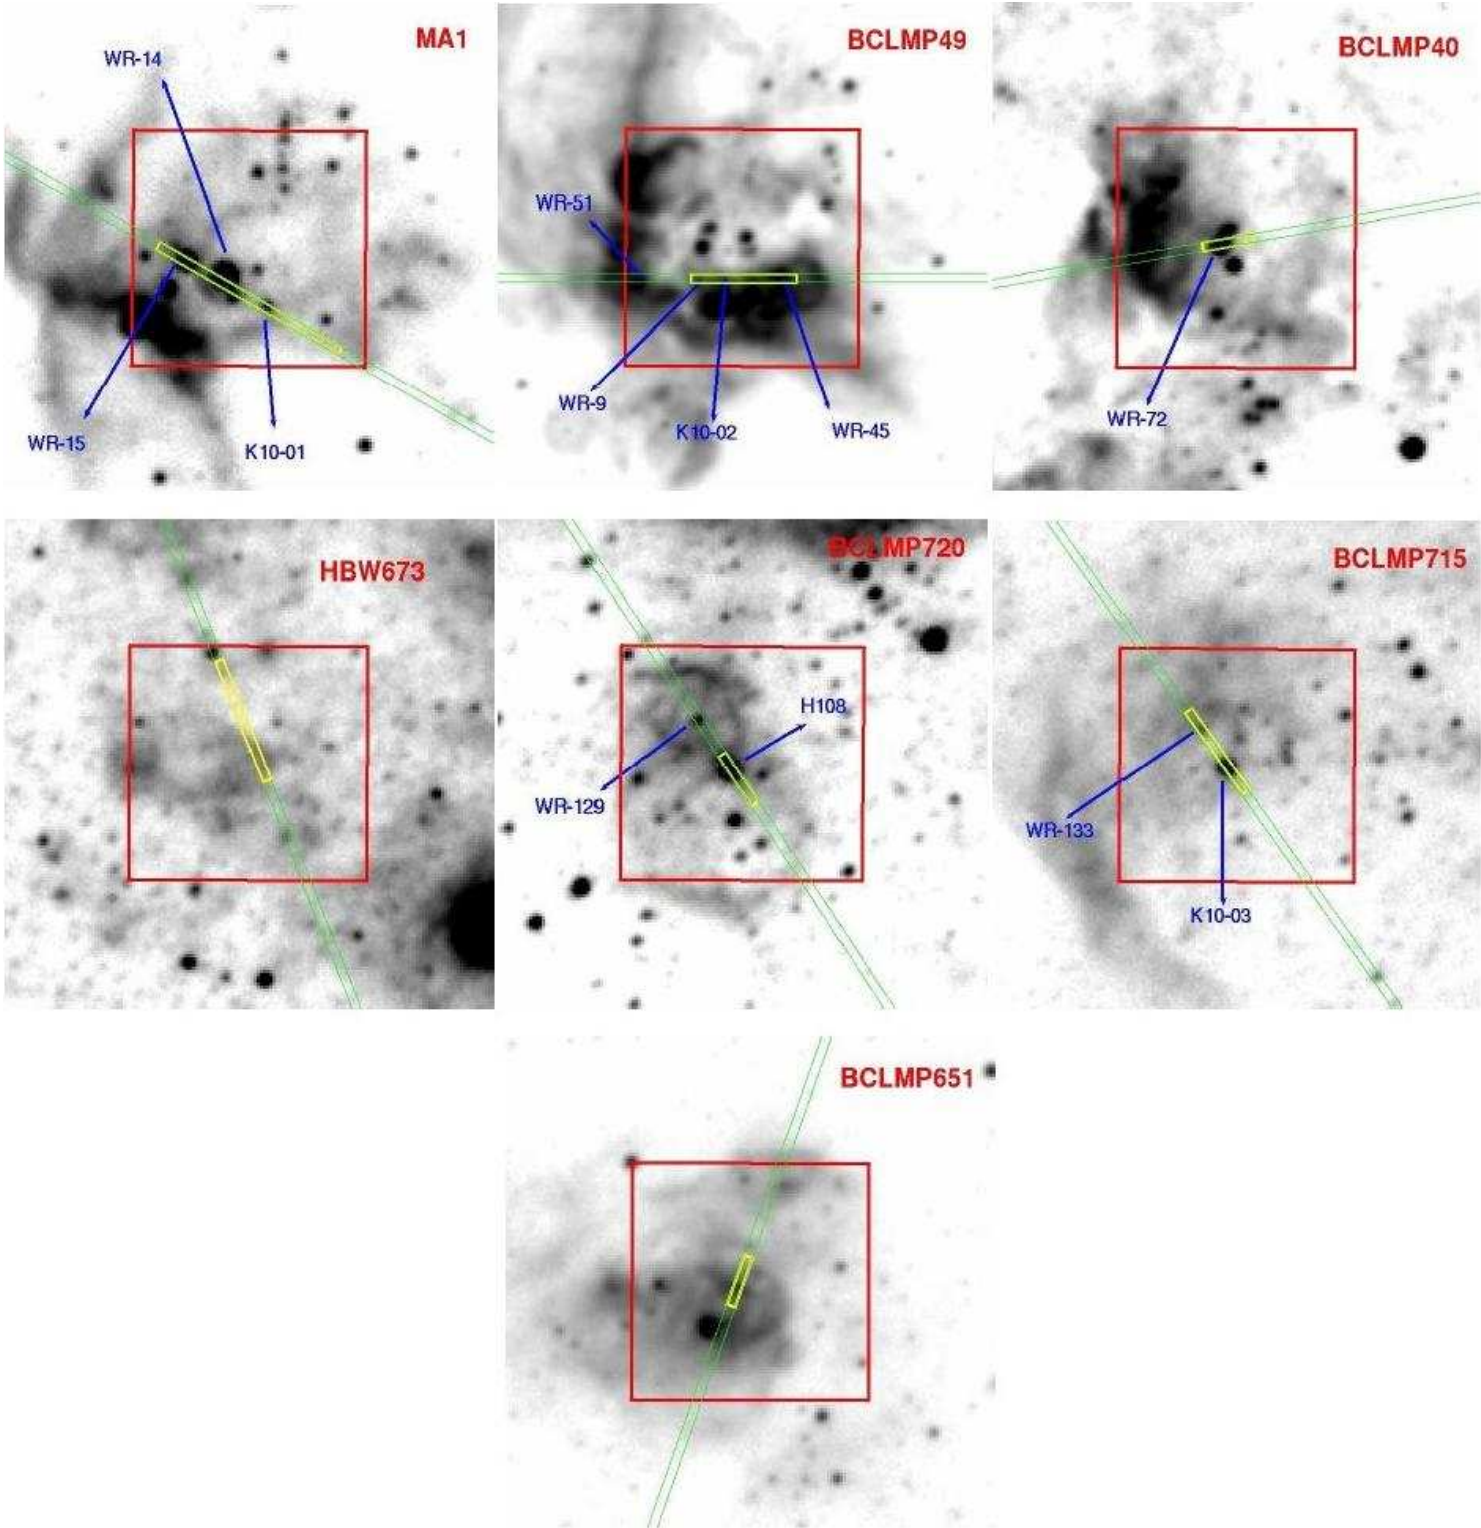 MA1
WR-14
WR-15
K10-01
BCLMP49
WR-51
WR-9
K10-02
WR-45
BCLMP40
WR-72
HBW673
BCLMP720
H108
WR-129
BCLMP715
WR-133
K10-03
BCLMP651